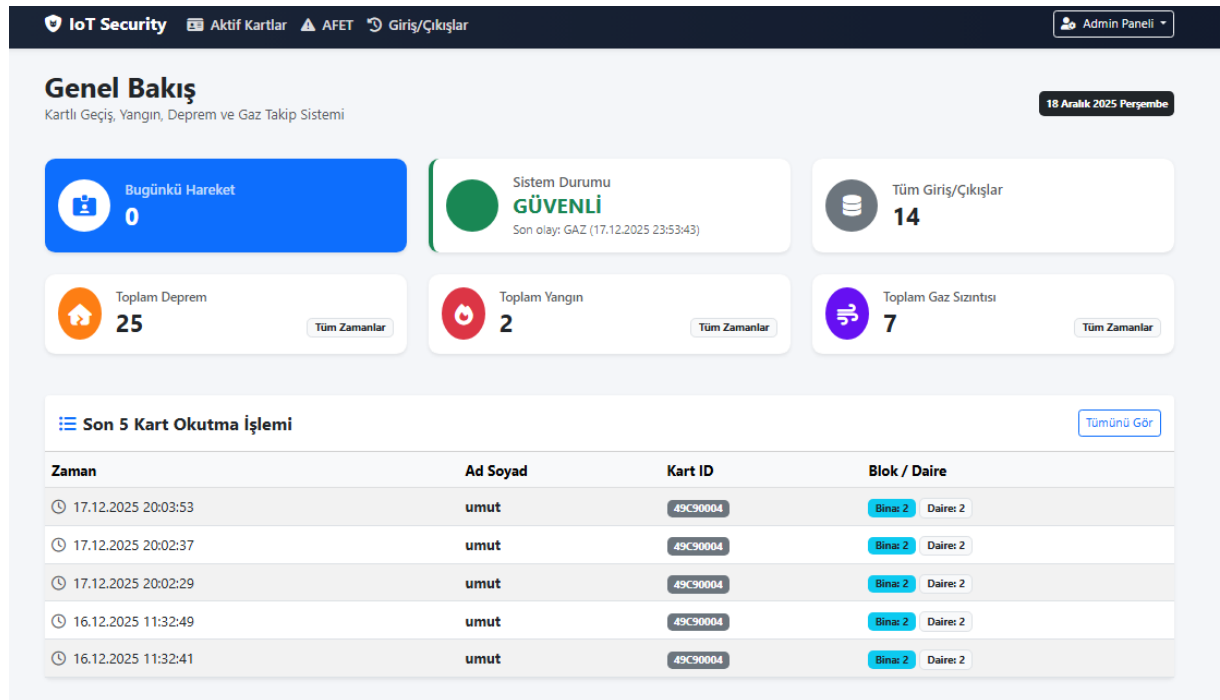 IoT Security Aktif Kartlar AFET Giriş/Çıkışlar Admin Paneli
Genel Bakış
Kartlı Geçiş, Yangın, Deprem ve Gaz Takip Sistemi
18 Aralık 2025 Perşembe
Bugünkü Hareket
0
Sistem Durumu
GÜVENLİ
Son olay: GAZ (17.12.2025 23:53:43)
Tüm Giriş/Çıkışlar
14
Toplam Deprem
25
Tüm Zamanlar
Toplam Yangın
2
Tüm Zamanlar
Toplam Gaz Sızıntısı
7
Tüm Zamanlar
Son 5 Kart Okutma İşlemi
Tümünü Gör
Zaman Ad Soyad Kart ID Blok / Daire
17.12.2025 20:03:53 umut 49C90004 Bina: 2 Daire: 2
17.12.2025 20:02:37 umut 49C90004 Bina: 2 Daire: 2
17.12.2025 20:02:29 umut 49C90004 Bina: 2 Daire: 2
16.12.2025 11:32:49 umut 49C90004 Bina: 2 Daire: 2
16.12.2025 11:32:41 umut 49C90004 Bina: 2 Daire: 2